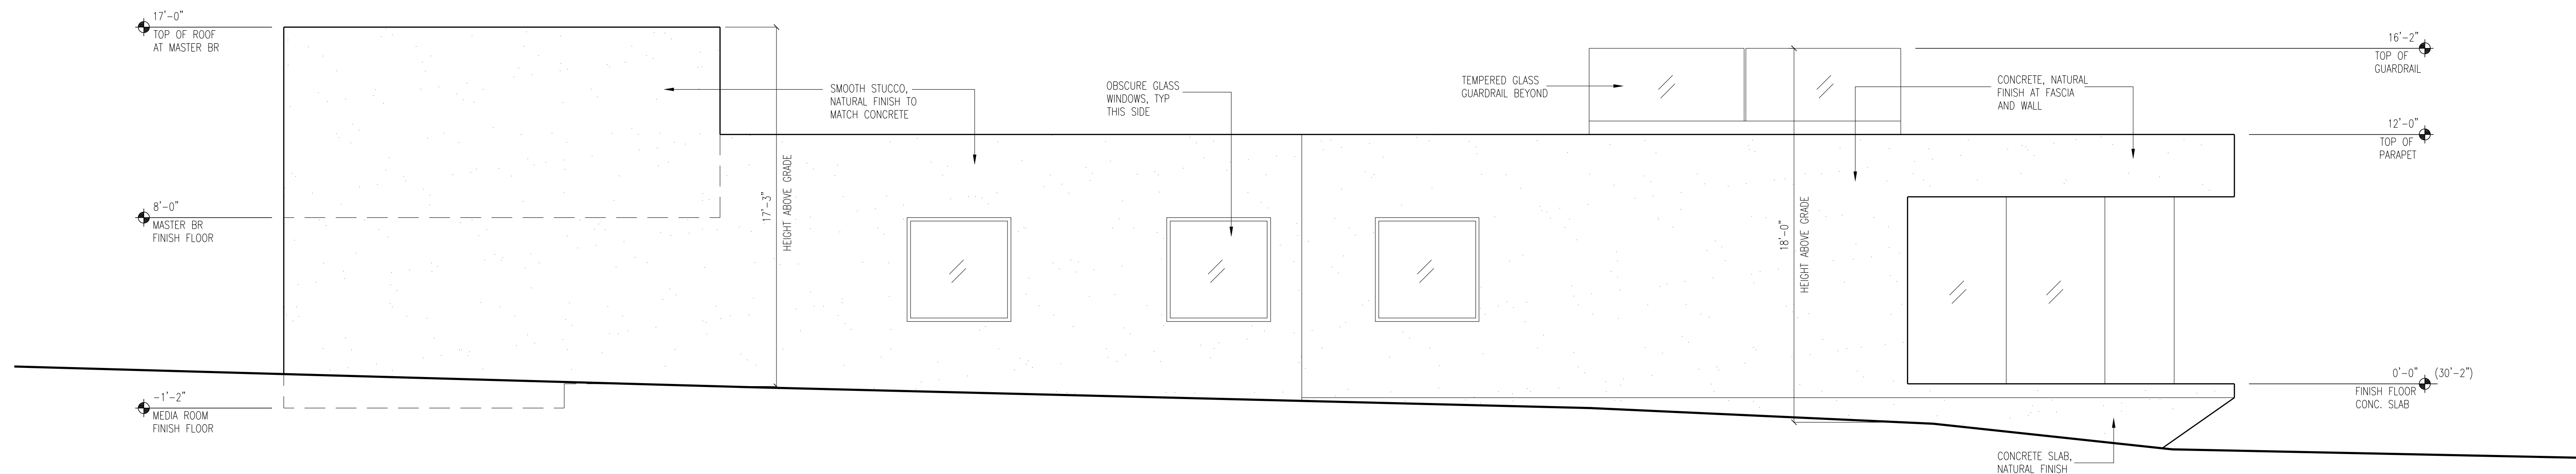 17'-0"
TOP OF ROOF
AT MASTER BR
8'-0"
MASTER BR
FINISH FLOOR
-1'-2"
MEDIA ROOM
FINISH FLOOR
17'-3"
HEIGHT ABOVE GRADE
SMOOTH STUCCO,
NATURAL FINISH TO
MATCH CONCRETE
OBSCURE GLASS
WINDOWS, TYP
THIS SIDE
TEMPERED GLASS
GUARDRAIL BEYOND
18'-0"
HEIGHT ABOVE GRADE
CONCRETE, NATURAL
FINISH AT FASCIA
AND WALL
CONCRETE SLAB,
NATURAL FINISH
16'-2"
TOP OF
GUARDRAIL
12'-0"
TOP OF
PARAPET
0'-0" (30'-2")
FINISH FLOOR
CONC. SLAB